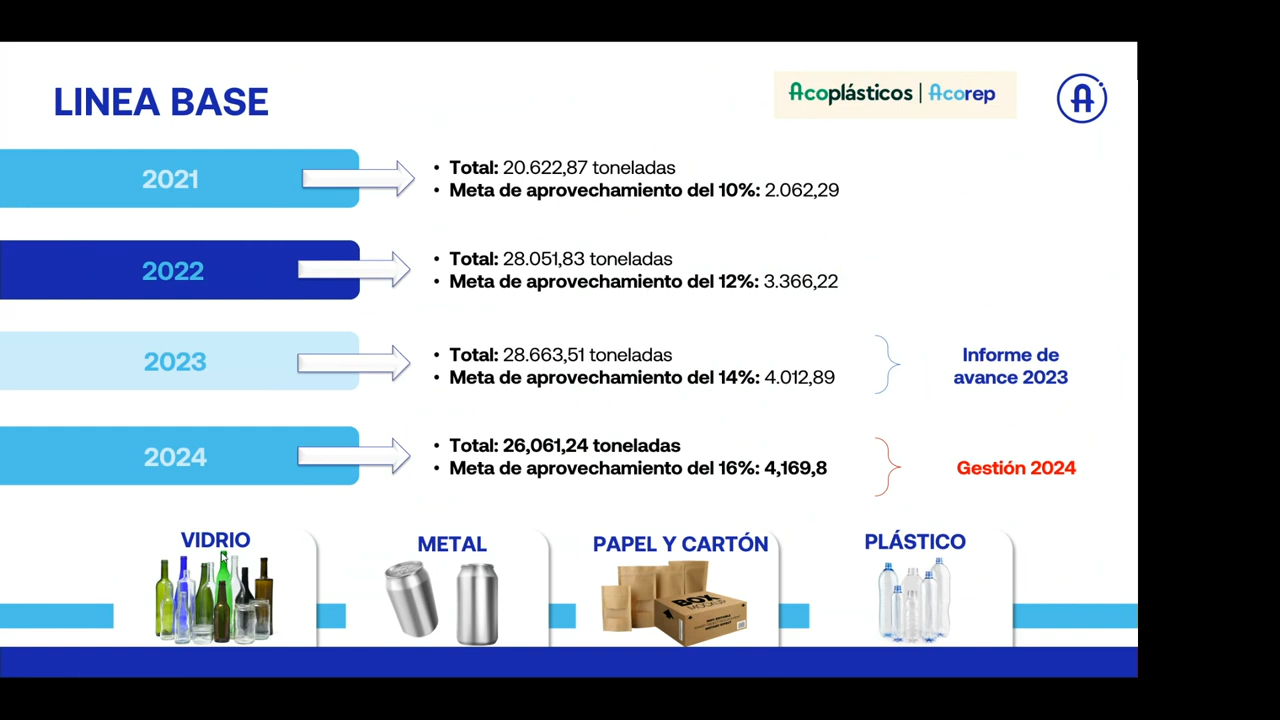 LINEA BASE
Acoplásticos | Acorep
A
2021
• Total: 20.622,87 toneladas
• Meta de aprovechamiento del 10%: 2.062,29
2022
• Total: 28.051,83 toneladas
• Meta de aprovechamiento del 12%: 3.366,22
2023
• Total: 28.663,51 toneladas
• Meta de aprovechamiento del 14%: 4.012,89
Informe de
avance 2023
2024
• Total: 26,061,24 toneladas
• Meta de aprovechamiento del 16%: 4,169,8
Gestión 2024
VIDRIO
METAL
PAPEL Y CARTÓN
PLÁSTICO
BOX
MOCKUP